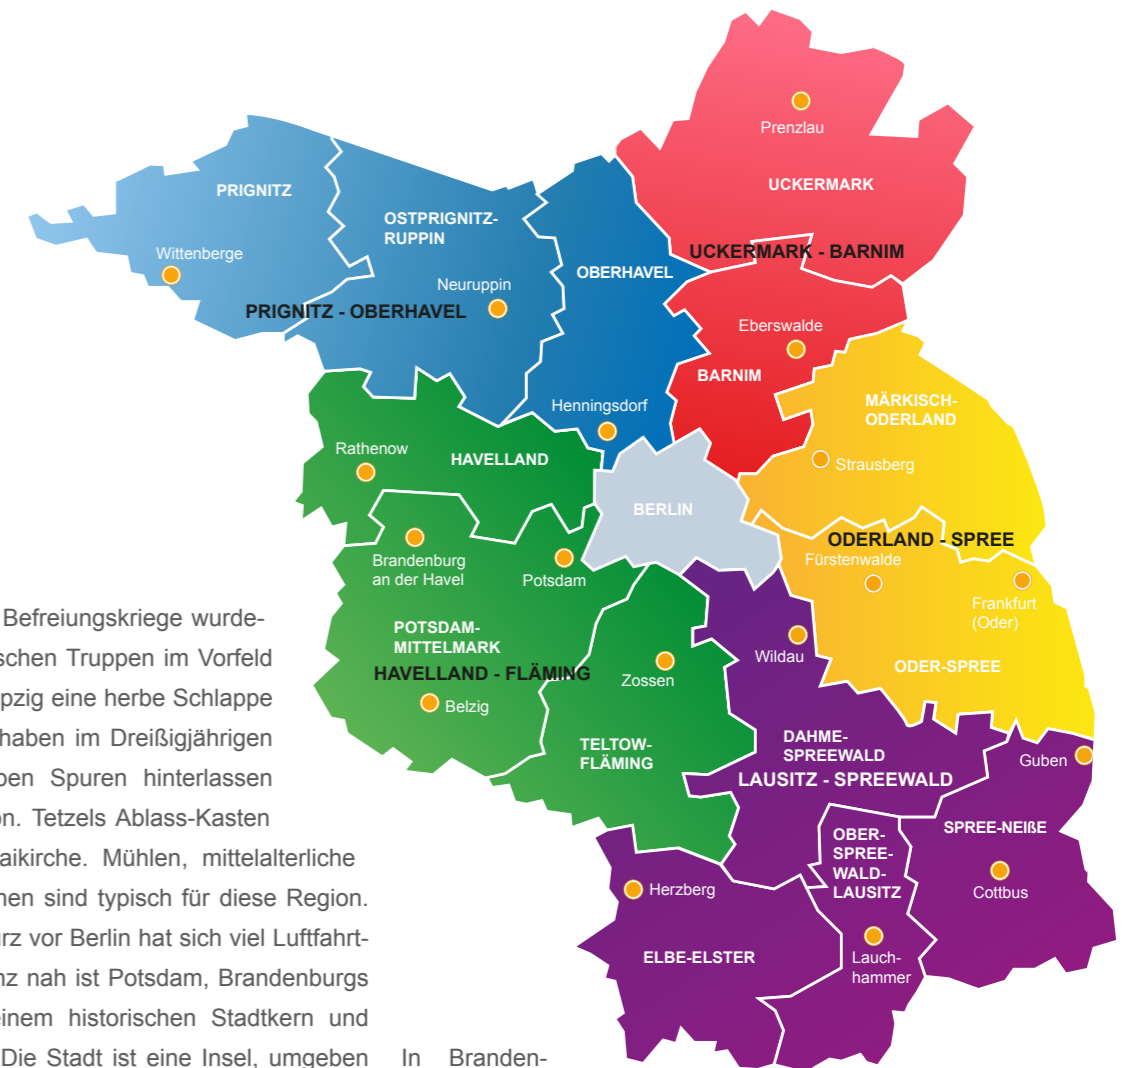 Prenzlau
UCKERMARK
UCKERMARK - BARNIM
PRIGNITZ
Wittenberge
OSTPRIGNITZ-
RUPPIN
Neuruppin
PRIGNITZ - OBERHAVEL
OBERHAVEL
Henningsdorf
Eberswalde
BARNIM
MÄRKISCH-
ODERLAND
Strausberg
Rathenow
HAVELLAND
BERLIN
ODERLAND - SPREE
Fürstenwalde
Frankfurt
(Oder)
ODER-SPREE
Brandenburg
an der Havel
Potsdam
POTSDAM-
MITTELMARK
HAVELLAND - FLÄMING
Belzig
Zossen
TELTOW-
FLÄMING
Wildau
DAHME-
SPREEWALD
LAUSITZ - SPREEWALD
Guben
SPREE-NEIßE
Cottbus
OBER-
SPREE-
WALD-
LAUSITZ
Lauch-
hammer
Herzberg
ELBE-ELSTER
Befreiungskriege wurde-
schen Truppen im Vorfeld
pzig eine herbe Schlappe
haben im Dreißigjährigen
ben Spuren hinterlassen
on. Tetzels Ablass-Kasten
aikirche. Mühlen, mittelalterliche
nen sind typisch für diese Region.
urz vor Berlin hat sich viel Luftfahrt-
nz nah ist Potsdam, Brandenburgs
einem historischen Stadtkern und
Die Stadt ist eine Insel, umgeben
In Branden-